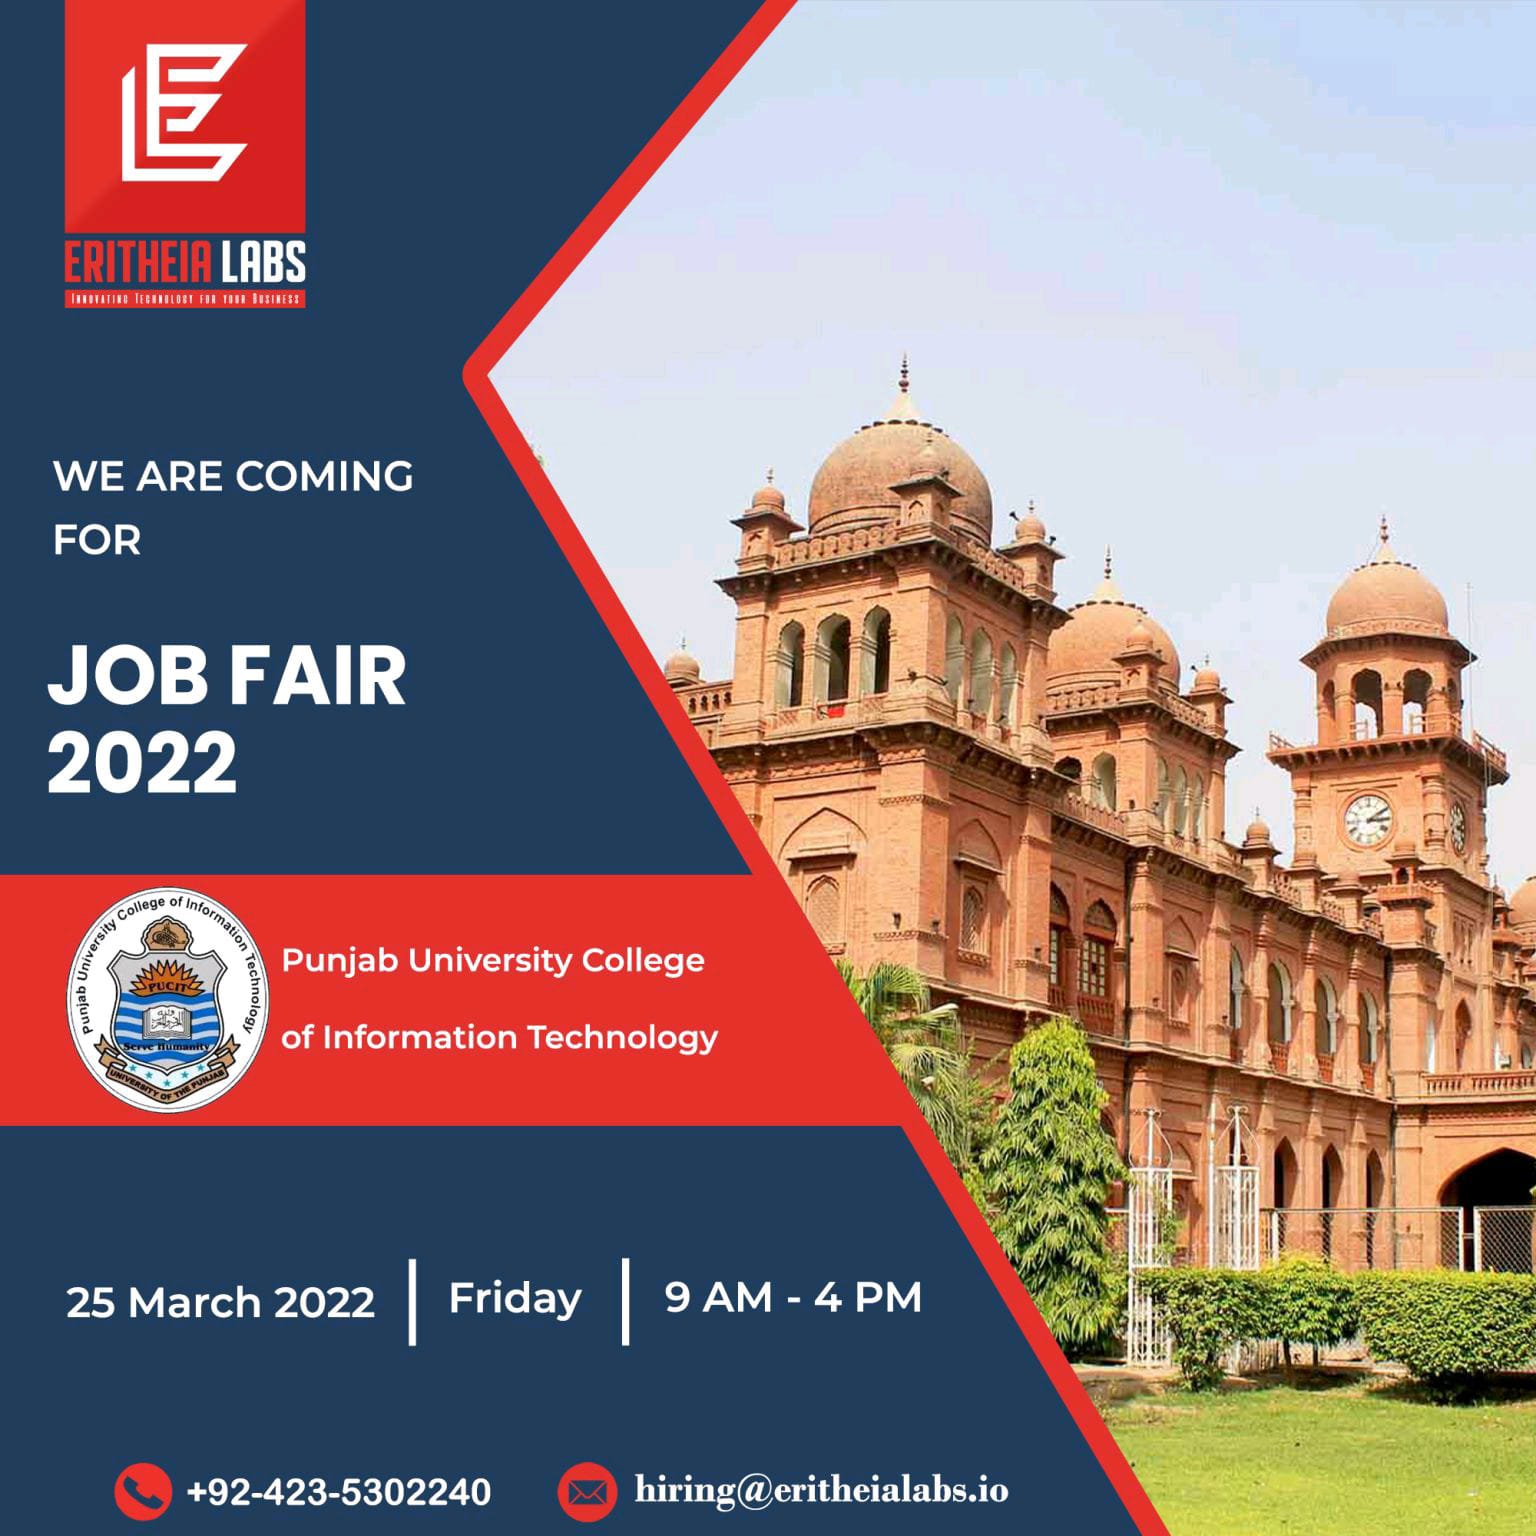 ERITHEIA LABS
INNOVATING TECHNOLOGY FOR YOUR BUSINESS
WE ARE COMING
FOR
JOB FAIR
2022
Punjab University College of Information Technology
PUCIT
Serve Humanity
UNIVERSITY OF THE PUNJAB
Punjab University College
of Information Technology
25 March 2022 | Friday | 9 AM - 4 PM
+92-423-5302240
hiring@eritheialabs.io